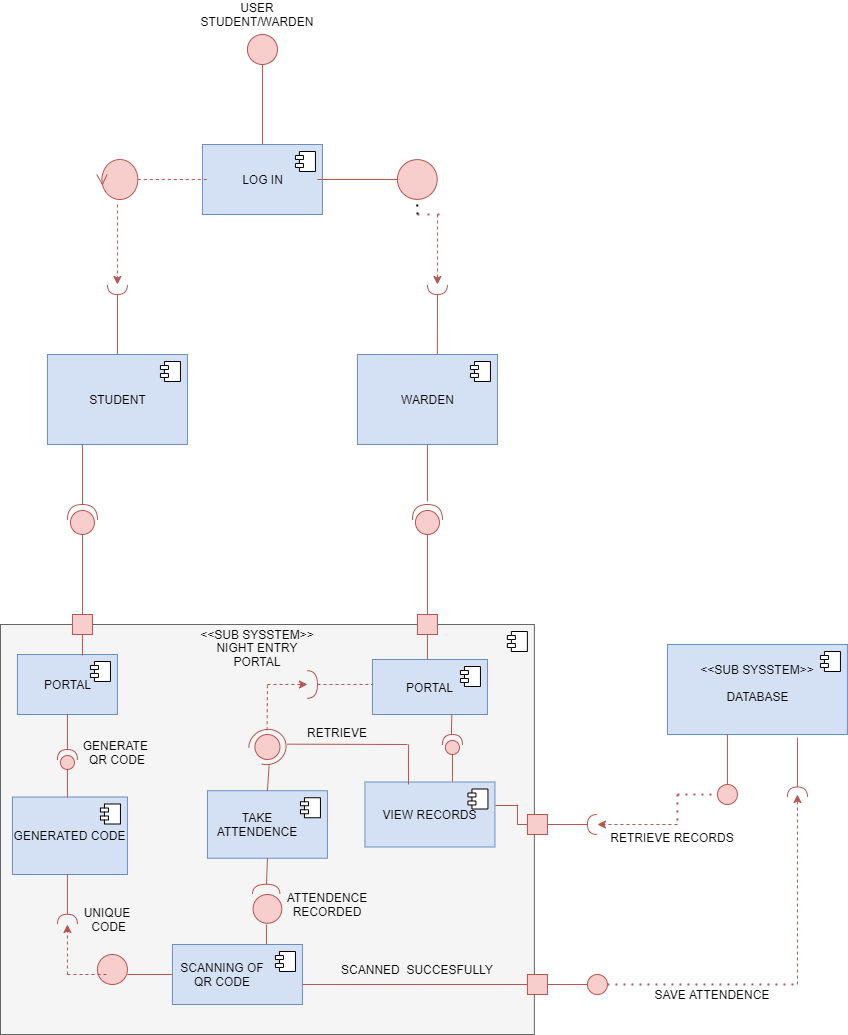 USER
STUDENT/WARDEN
LOG IN
STUDENT
WARDEN
<<SUB SYSSTEM>>
NIGHT ENTRY
PORTAL
PORTAL
PORTAL
<<SUB SYSSTEM>>
DATABASE
GENERATE
QR CODE
RETRIEVE
GENERATED CODE
TAKE
ATTENDENCE
VIEW RECORDS
RETRIEVE RECORDS
UNIQUE
CODE
ATTENDENCE
RECORDED
SCANNING OF
QR CODE
SCANNED SUCCESFULLY
SAVE ATTENDENCE